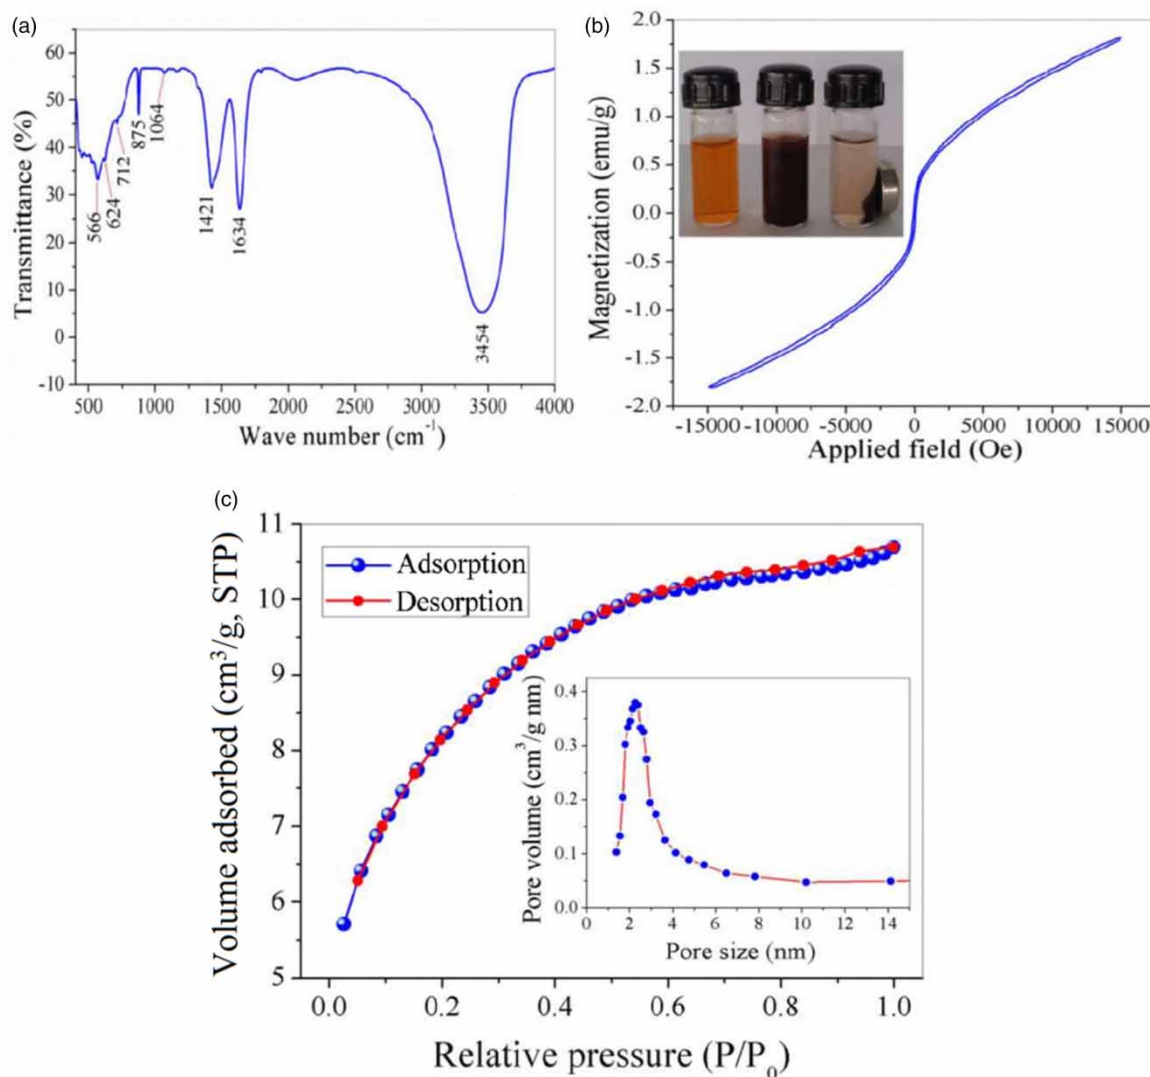 (a)
60
50
40
30
20
10
0
-10
Transmittance (%)
566
624
712
875
1064
1421
1634
3454
500 1000 1500 2000 2500 3000 3500 4000
Wave number (cm⁻¹)
(b)
2.0
1.5
1.0
0.5
0.0
-0.5
-1.0
-1.5
-2.0
Magnetization (emu/g)
-15000 -10000 -5000 0 5000 10000 15000
Applied field (Oe)
(c)
11
10
9
8
7
6
5
Volume adsorbed (cm³/g, STP)
Adsorption
Desorption
0.4
0.3
0.2
0.1
0.0
Pore volume (cm³/g nm)
0 2 4 6 8 10 12 14
Pore size (nm)
0.0 0.2 0.4 0.6 0.8 1.0
Relative pressure (P/P₀)